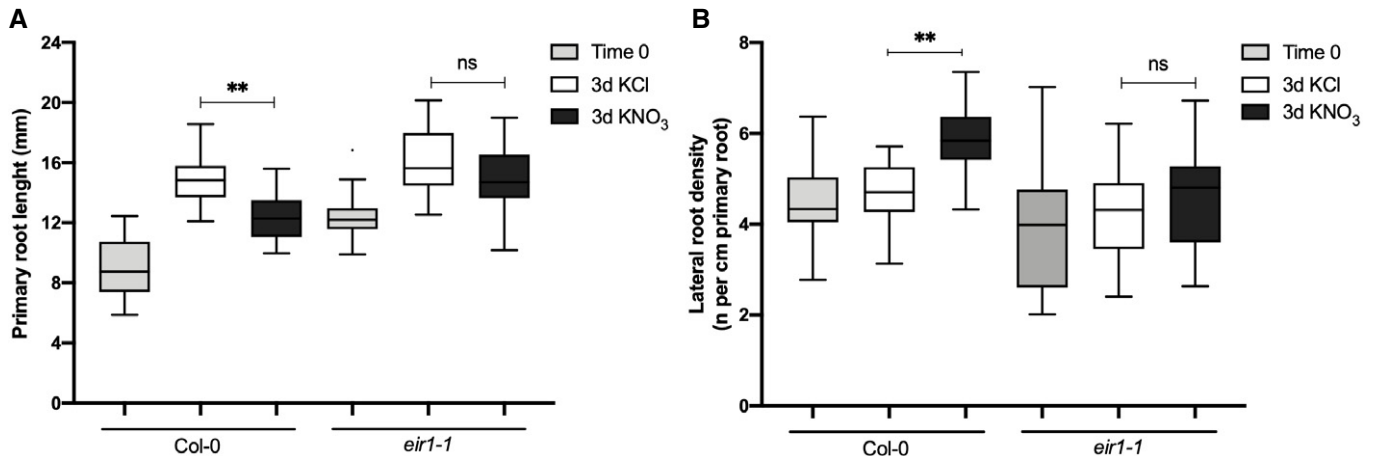 A
Primary root lenght (mm)
24
20
16
12
8
4
0
**
ns
Time 0
3d KCl
3d KNO3
Col-0
eir1-1
B
Lateral root density
(n per cm primary root)
8
6
4
2
0
**
ns
Time 0
3d KCl
3d KNO3
Col-0
eir1-1